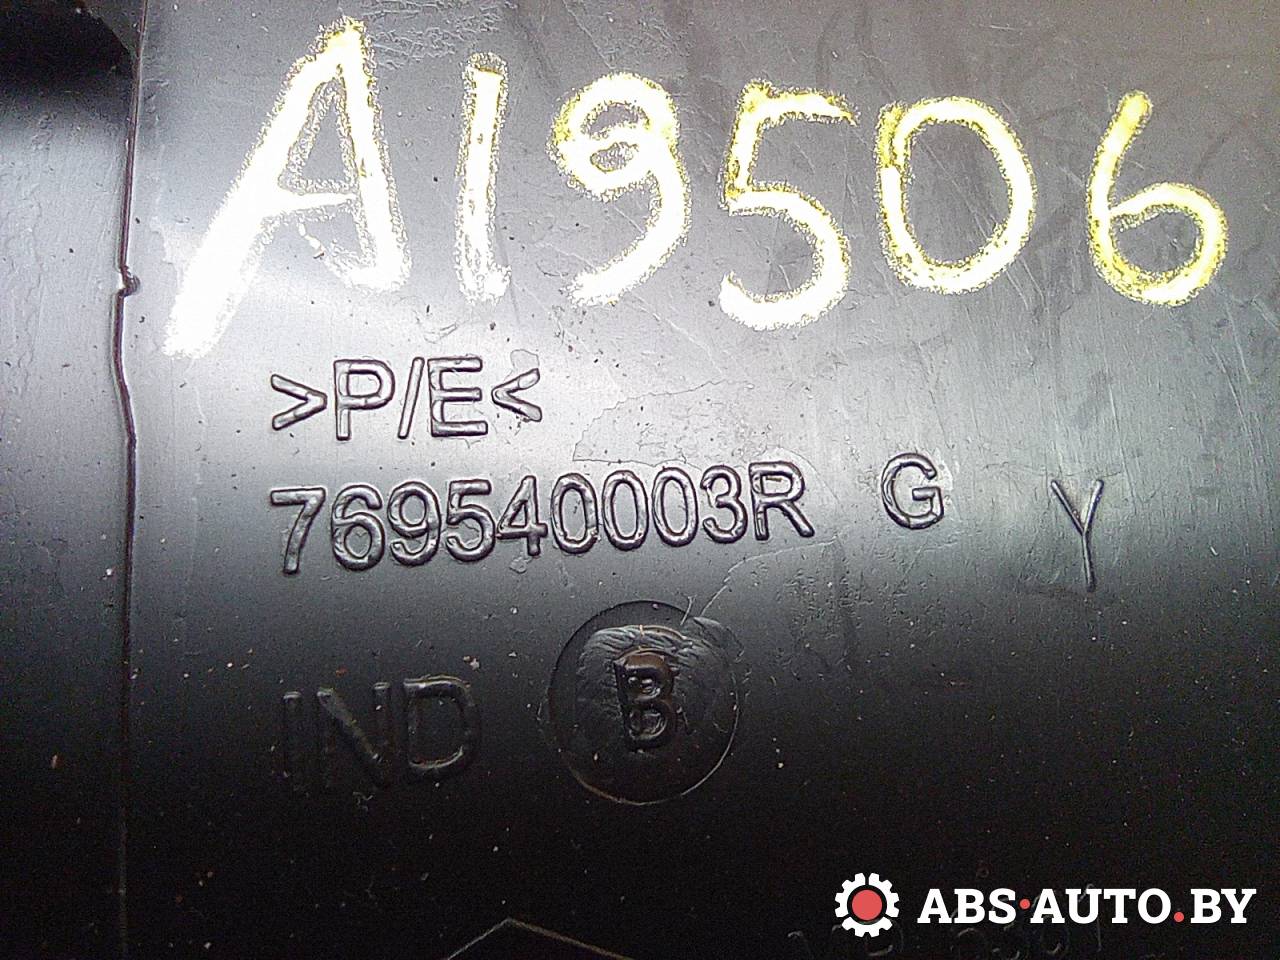 A19506
>P/E<
769540003R G Y
IND B
ABS·AUTO.BY